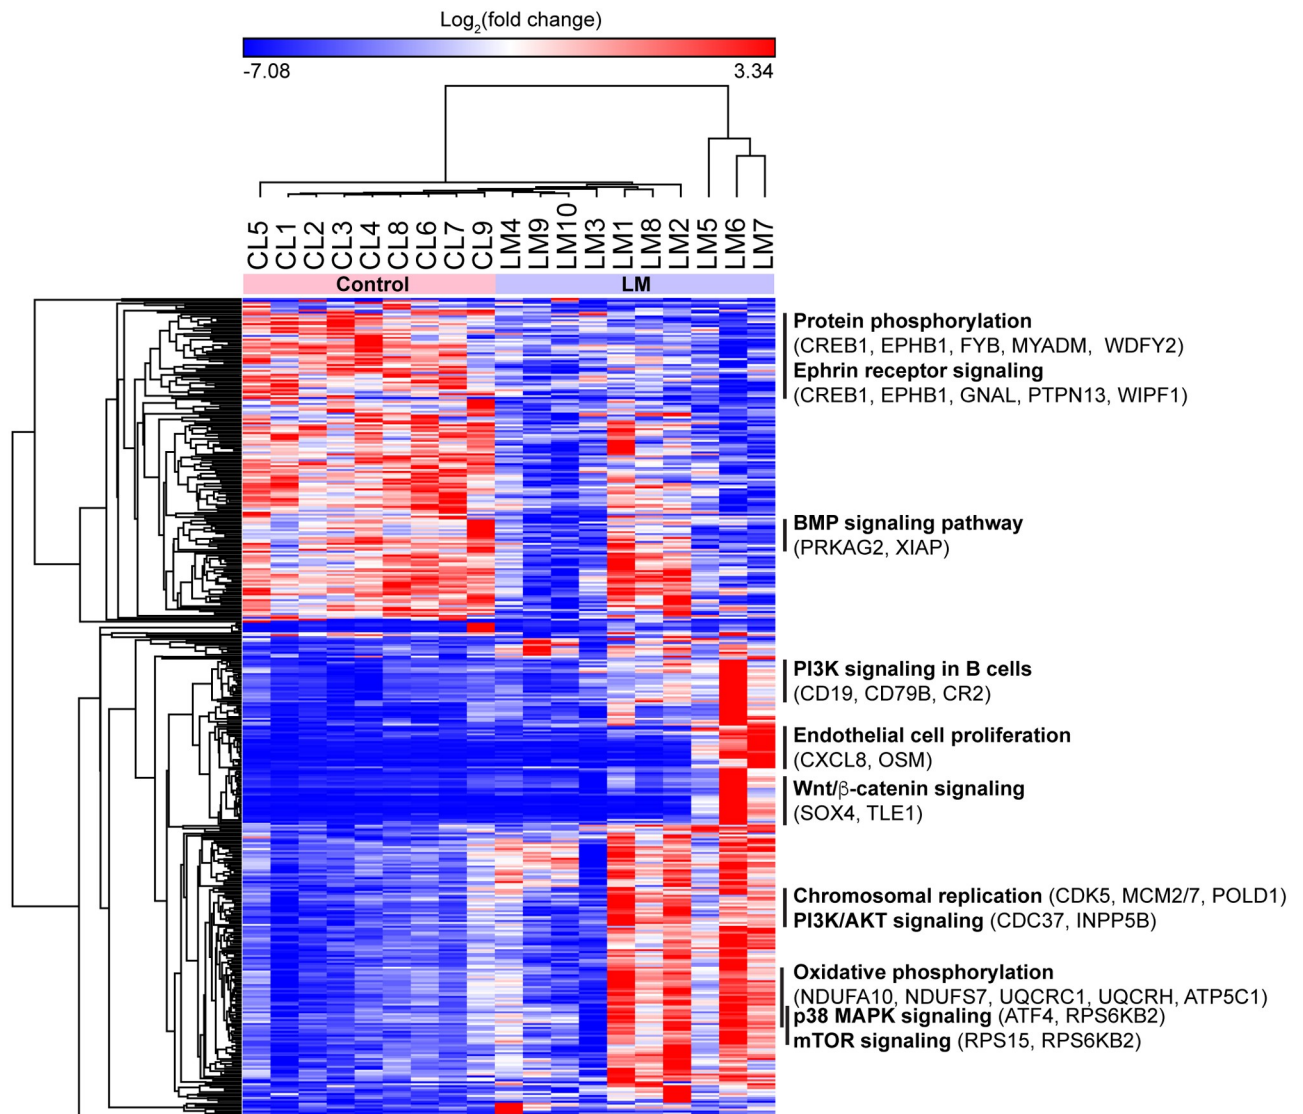 Log2(fold change)
-7.08 3.34
CL5 CL1 CL2 CL3 CL4 CL8 CL6 CL7 CL9 LM4 LM9 LM10 LM3 LM1 LM8 LM2 LM5 LM6 LM7
Control LM
Protein phosphorylation
(CREB1, EPHB1, FYB, MYADM, WDFY2)
Ephrin receptor signaling
(CREB1, EPHB1, GNAL, PTPN13, WIPF1)
BMP signaling pathway
(PRKAG2, XIAP)
PI3K signaling in B cells
(CD19, CD79B, CR2)
Endothelial cell proliferation
(CXCL8, OSM)
Wnt/β-catenin signaling
(SOX4, TLE1)
Chromosomal replication (CDK5, MCM2/7, POLD1)
PI3K/AKT signaling (CDC37, INPP5B)
Oxidative phosphorylation
(NDUFA10, NDUFS7, UQCRC1, UQCRH, ATP5C1)
p38 MAPK signaling (ATF4, RPS6KB2)
mTOR signaling (RPS15, RPS6KB2)